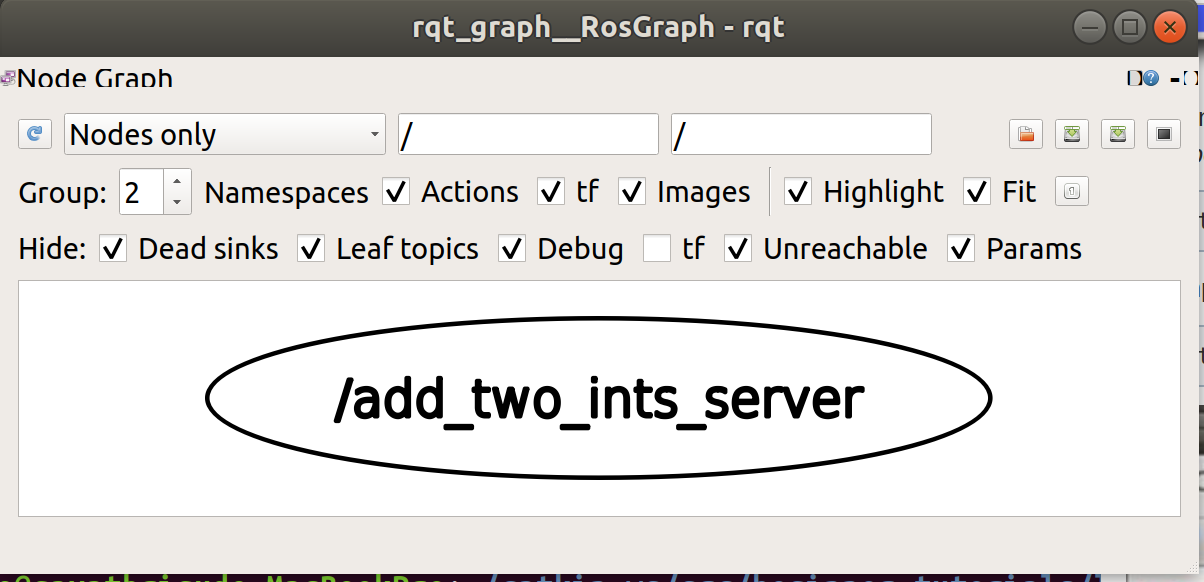 rqt_graph__RosGraph - rqt
Node Graph
Nodes only / /
Group: 2 Namespaces Actions tf Images Highlight Fit
Hide: Dead sinks Leaf topics Debug tf Unreachable Params
/add_two_ints_server